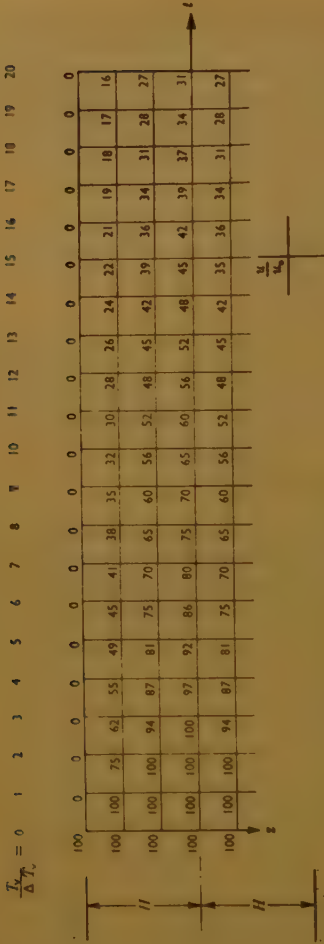 T_v / Δ T_v = 0 1 2 3 4 5 6 7 8 9 10 11 12 13 14 15 16 17 18 19 20
100 0 0 0 0 0 0 0 0 0 0 0 0 0 0 0 0 0 0 0 0
100 100 75 62 55 49 45 41 38 35 32 30 28 26 24 22 21 19 18 17 16
H 100 100 100 94 87 81 75 70 65 60 56 52 48 45 42 39 36 34 31 28 27
100 100 100 100 97 92 86 80 75 70 65 60 56 52 48 45 42 39 37 34 31 t
H 100 100 100 94 87 81 75 70 65 60 56 52 48 45 42 35 36 34 31 28 27
z
u / u₀